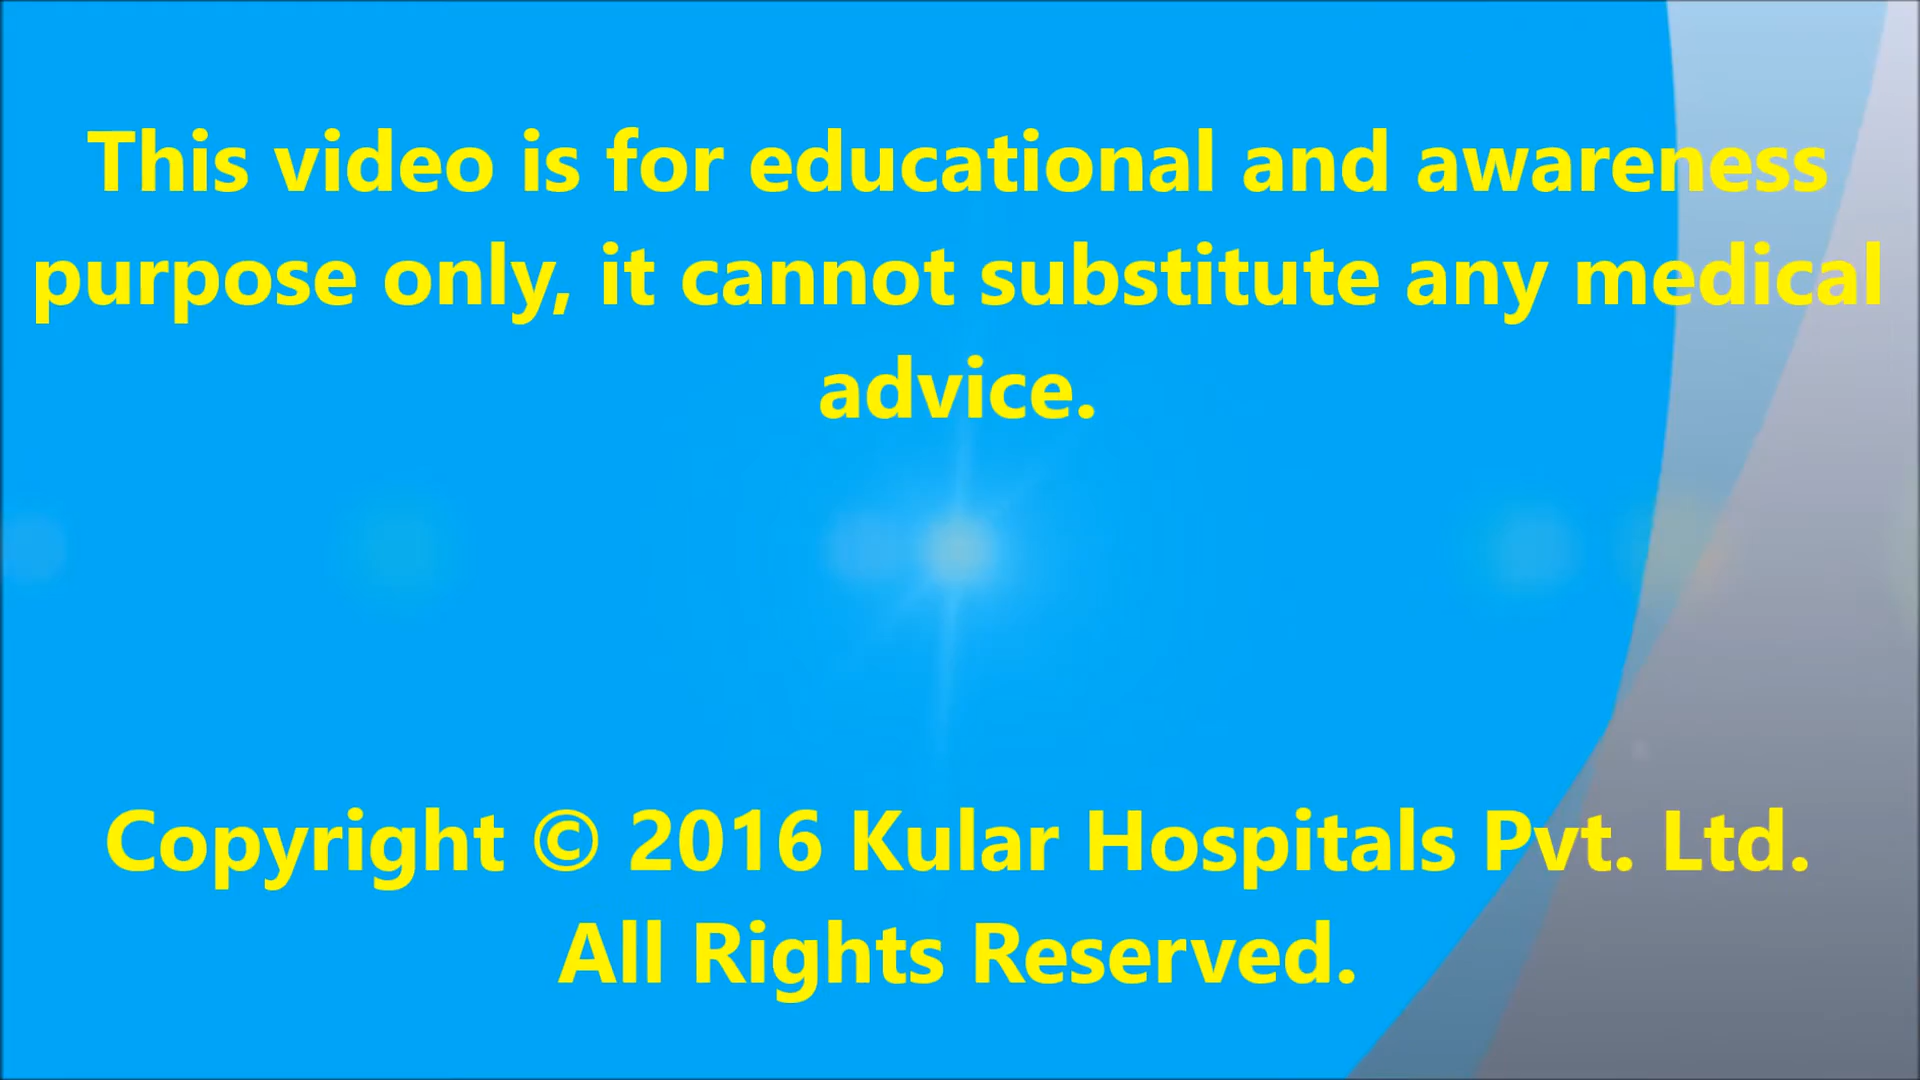 This video is for educational and awareness
purpose only, it cannot substitute any medical
advice.
Copyright © 2016 Kular Hospitals Pvt. Ltd.
All Rights Reserved.